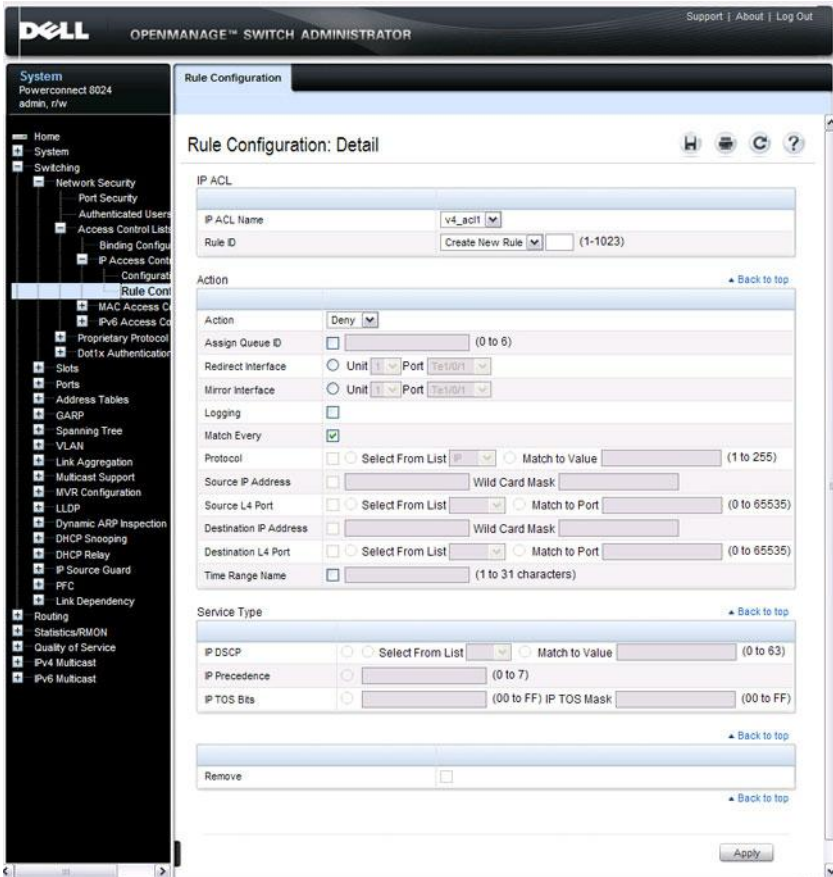 Support | About | Log Out
DELL OPENMANAGE™ SWITCH ADMINISTRATOR
System
Powerconnect 8024
admin, r/w
Home
System
Switching
Network Security
Port Security
Authenticated Users
Access Control Lists
Binding Configu
IP Access Cont
Configurati
Rule Conf
MAC Access C
IPv6 Access Co
Proprietary Protocol
Dot1x Authentication
Slots
Ports
Address Tables
GARP
Spanning Tree
VLAN
Link Aggregation
Multicast Support
MVR Configuration
LLDP
Dynamic ARP Inspection
DHCP Snooping
DHCP Relay
IP Source Guard
PFC
Link Dependency
Routing
Statistics/RMON
Quality of Service
IPv4 Multicast
IPv6 Multicast
Rule Configuration
Rule Configuration: Detail
H C ?
IP ACL
IP ACL Name v4_acl1
Rule ID Create New Rule (1-1023)
Action Back to top
Action Deny
Assign Queue ID (0 to 6)
Redirect Interface Unit 1 Port Te1/0/1
Mirror Interface Unit 1 Port Te1/0/1
Logging
Match Every
Protocol Select From List IP Match to Value (1 to 255)
Source IP Address Wild Card Mask
Source L4 Port Select From List Match to Port (0 to 65535)
Destination IP Address Wild Card Mask
Destination L4 Port Select From List Match to Port (0 to 65535)
Time Range Name (1 to 31 characters)
Service Type Back to top
IP DSCP Select From List Match to Value (0 to 63)
IP Precedence (0 to 7)
IP TOS Bits (00 to FF) IP TOS Mask (00 to FF)
Back to top
Remove
Back to top
Apply